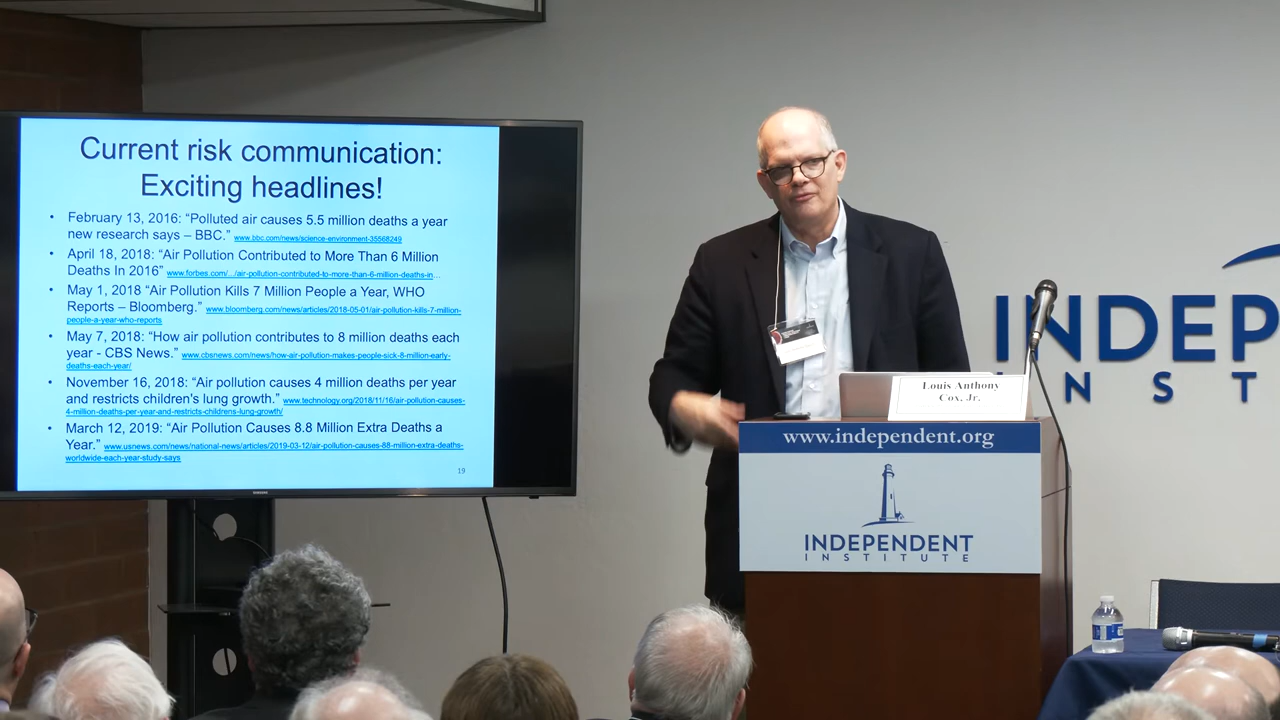 Current risk communication:
Exciting headlines!
• February 13, 2016: “Polluted air causes 5.5 million deaths a year
new research says – BBC.” www.bbc.com/news/science-environment-35568249
• April 18, 2018: “Air Pollution Contributed to More Than 6 Million
Deaths In 2016” www.forbes.com/.../air-pollution-contributed-to-more-than-6-million-deaths-in...
• May 1, 2018 “Air Pollution Kills 7 Million People a Year, WHO
Reports – Bloomberg.” www.bloomberg.com/news/articles/2018-05-01/air-pollution-kills-7-million-
people-a-year-who-reports
• May 7, 2018: “How air pollution contributes to 8 million deaths each
year - CBS News.” www.cbsnews.com/news/how-air-pollution-makes-people-sick-8-million-early-
deaths-each-year/
• November 16, 2018: “Air pollution causes 4 million deaths per year
and restricts children's lung growth.” www.technology.org/2018/11/16/air-pollution-causes-
4-million-deaths-per-year-and-restricts-childrens-lung-growth/
• March 12, 2019: “Air Pollution Causes 8.8 Million Extra Deaths a
Year.” www.usnews.com/news/national-news/articles/2019-03-12/air-pollution-causes-88-million-extra-deaths-
worldwide-each-year-study-says
19
SAMSUNG
Louis Anthony
Cox, Jr.
www.independent.org
INDEPENDENT
INSTITUTE
INDEP
INST